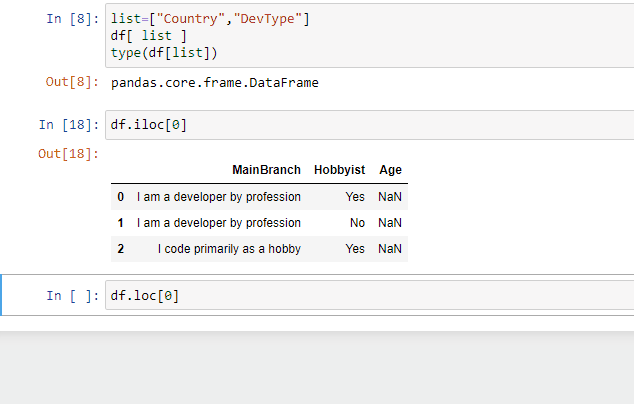 In [8]: list=["Country","DevType"]
df[ list ]
type(df[list])
Out[8]: pandas.core.frame.DataFrame
In [18]: df.iloc[0]
Out[18]:
MainBranch Hobbyist Age
0 I am a developer by profession Yes NaN
1 I am a developer by profession No NaN
2 I code primarily as a hobby Yes NaN
In [ ]: df.loc[0]